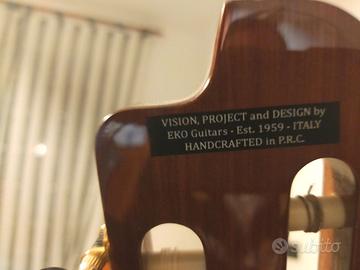 VISION, PROJECT and DESIGN by
EKO Guitars - Est. 1959 - ITALY
HANDCRAFTED in P.R.C.
subito